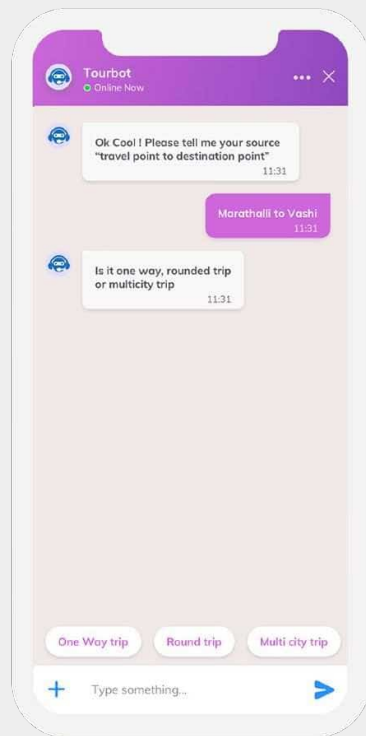 Tourbot
Online Now
Ok Cool ! Please tell me your source
“travel point to destination point”
11:31
Marathalli to Vashi
11:31
Is it one way, rounded trip
or multicity trip
11:31
One Way trip
Round trip
Multi city trip
Type something...